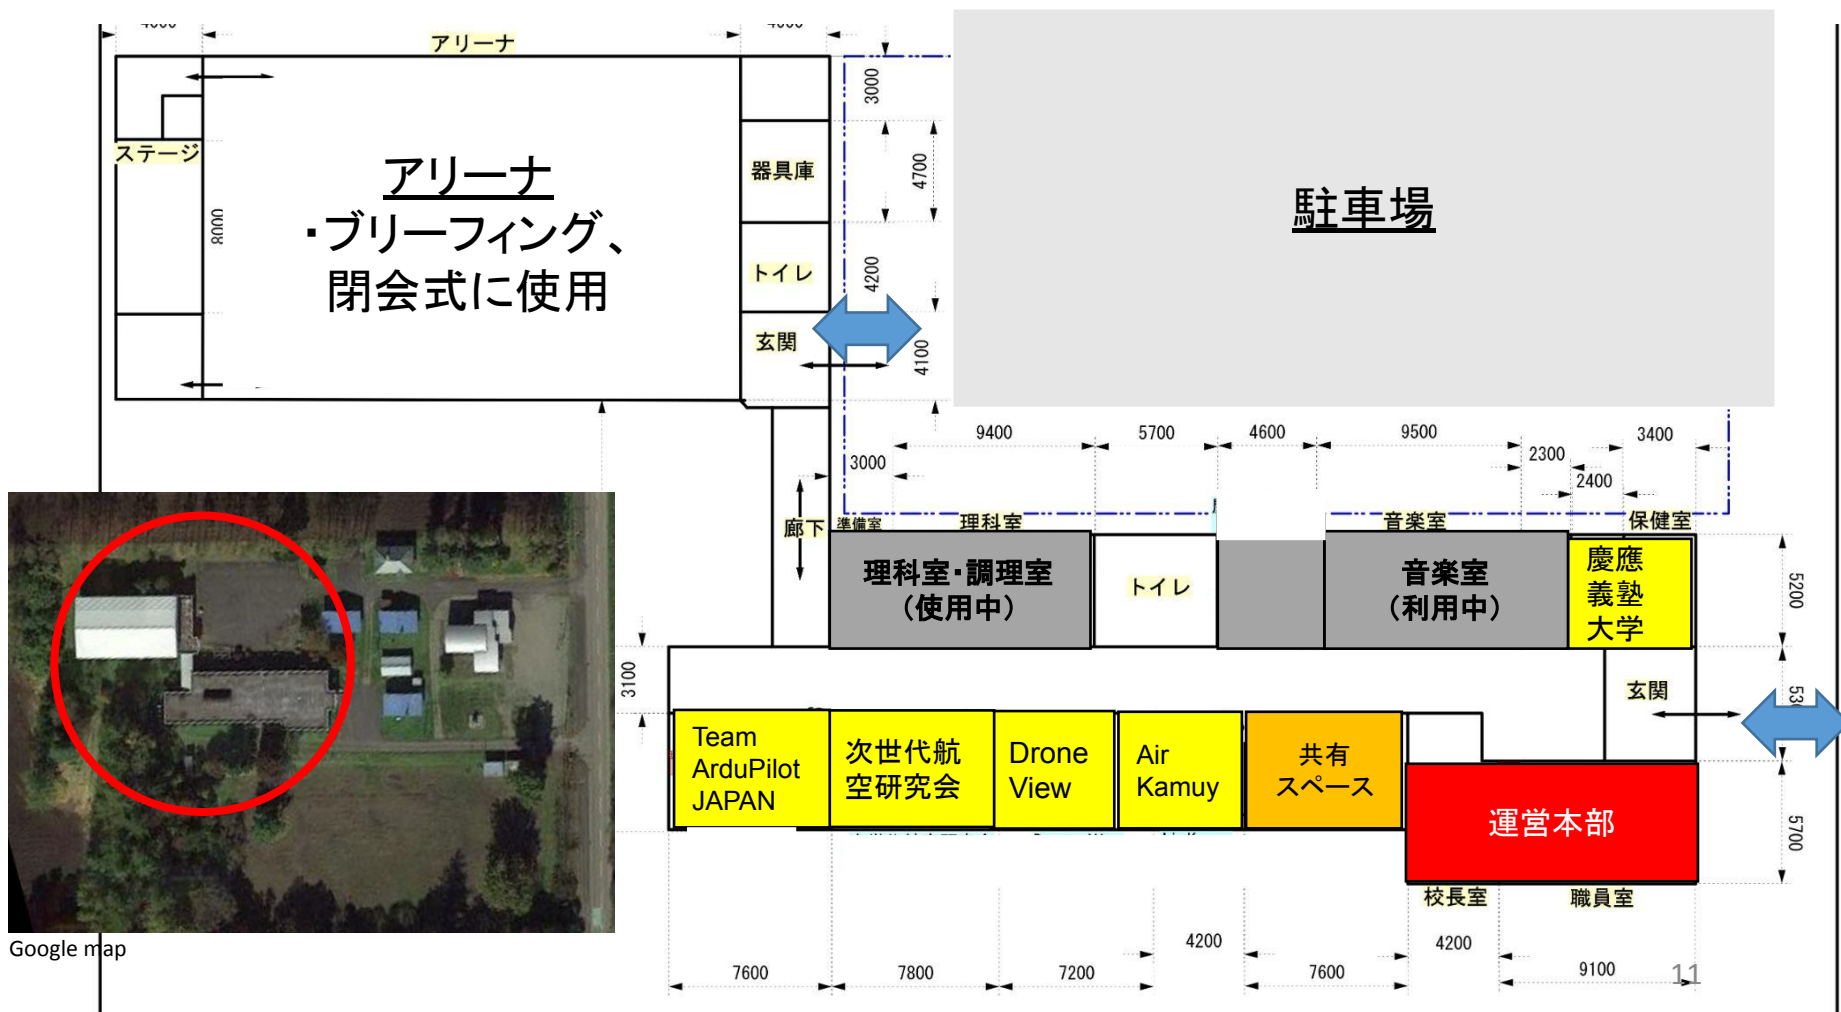 アリーナ
ステージ
8000
アリーナ
・ブリーフィング、
閉会式に使用
器具庫
トイレ
玄関
3000
4700
4200
4100
駐車場
9400
5700
4600
9500
3400
3000
2300
2400
廊下
準備室
理科室
音楽室
保健室
理科室・調理室
（使用中）
トイレ
音楽室
（利用中）
慶應
義塾
大学
5200
3100
玄関
Team
ArduPilot
JAPAN
次世代航
空研究会
Drone
View
Air
Kamuy
共有
スペース
運営本部
5700
校長室
職員室
Google map
4200
4200
7600
7800
7200
7600
9100
11